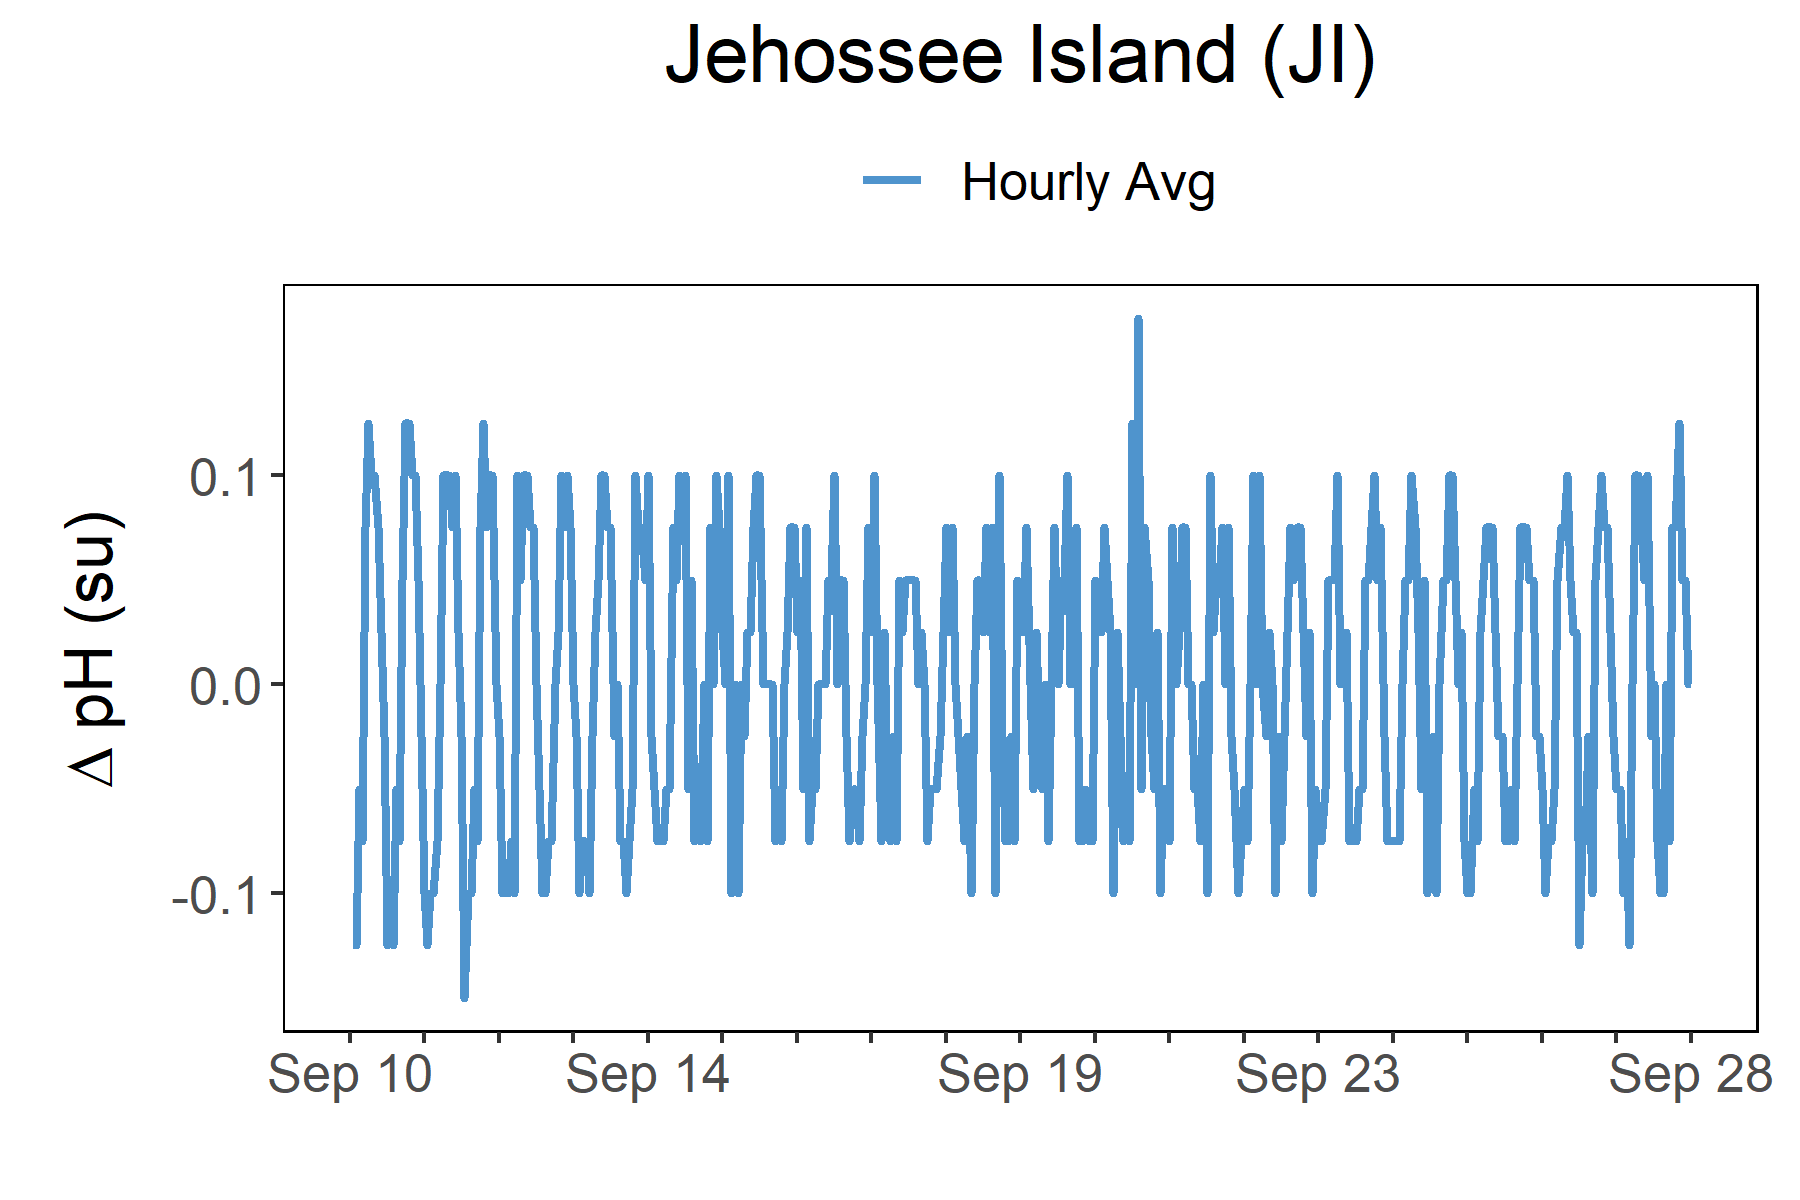 Jehossee Island (JI)
Hourly Avg
Δ pH (su)
0.1
0.0
-0.1
Sep 10 Sep 14 Sep 19 Sep 23 Sep 28